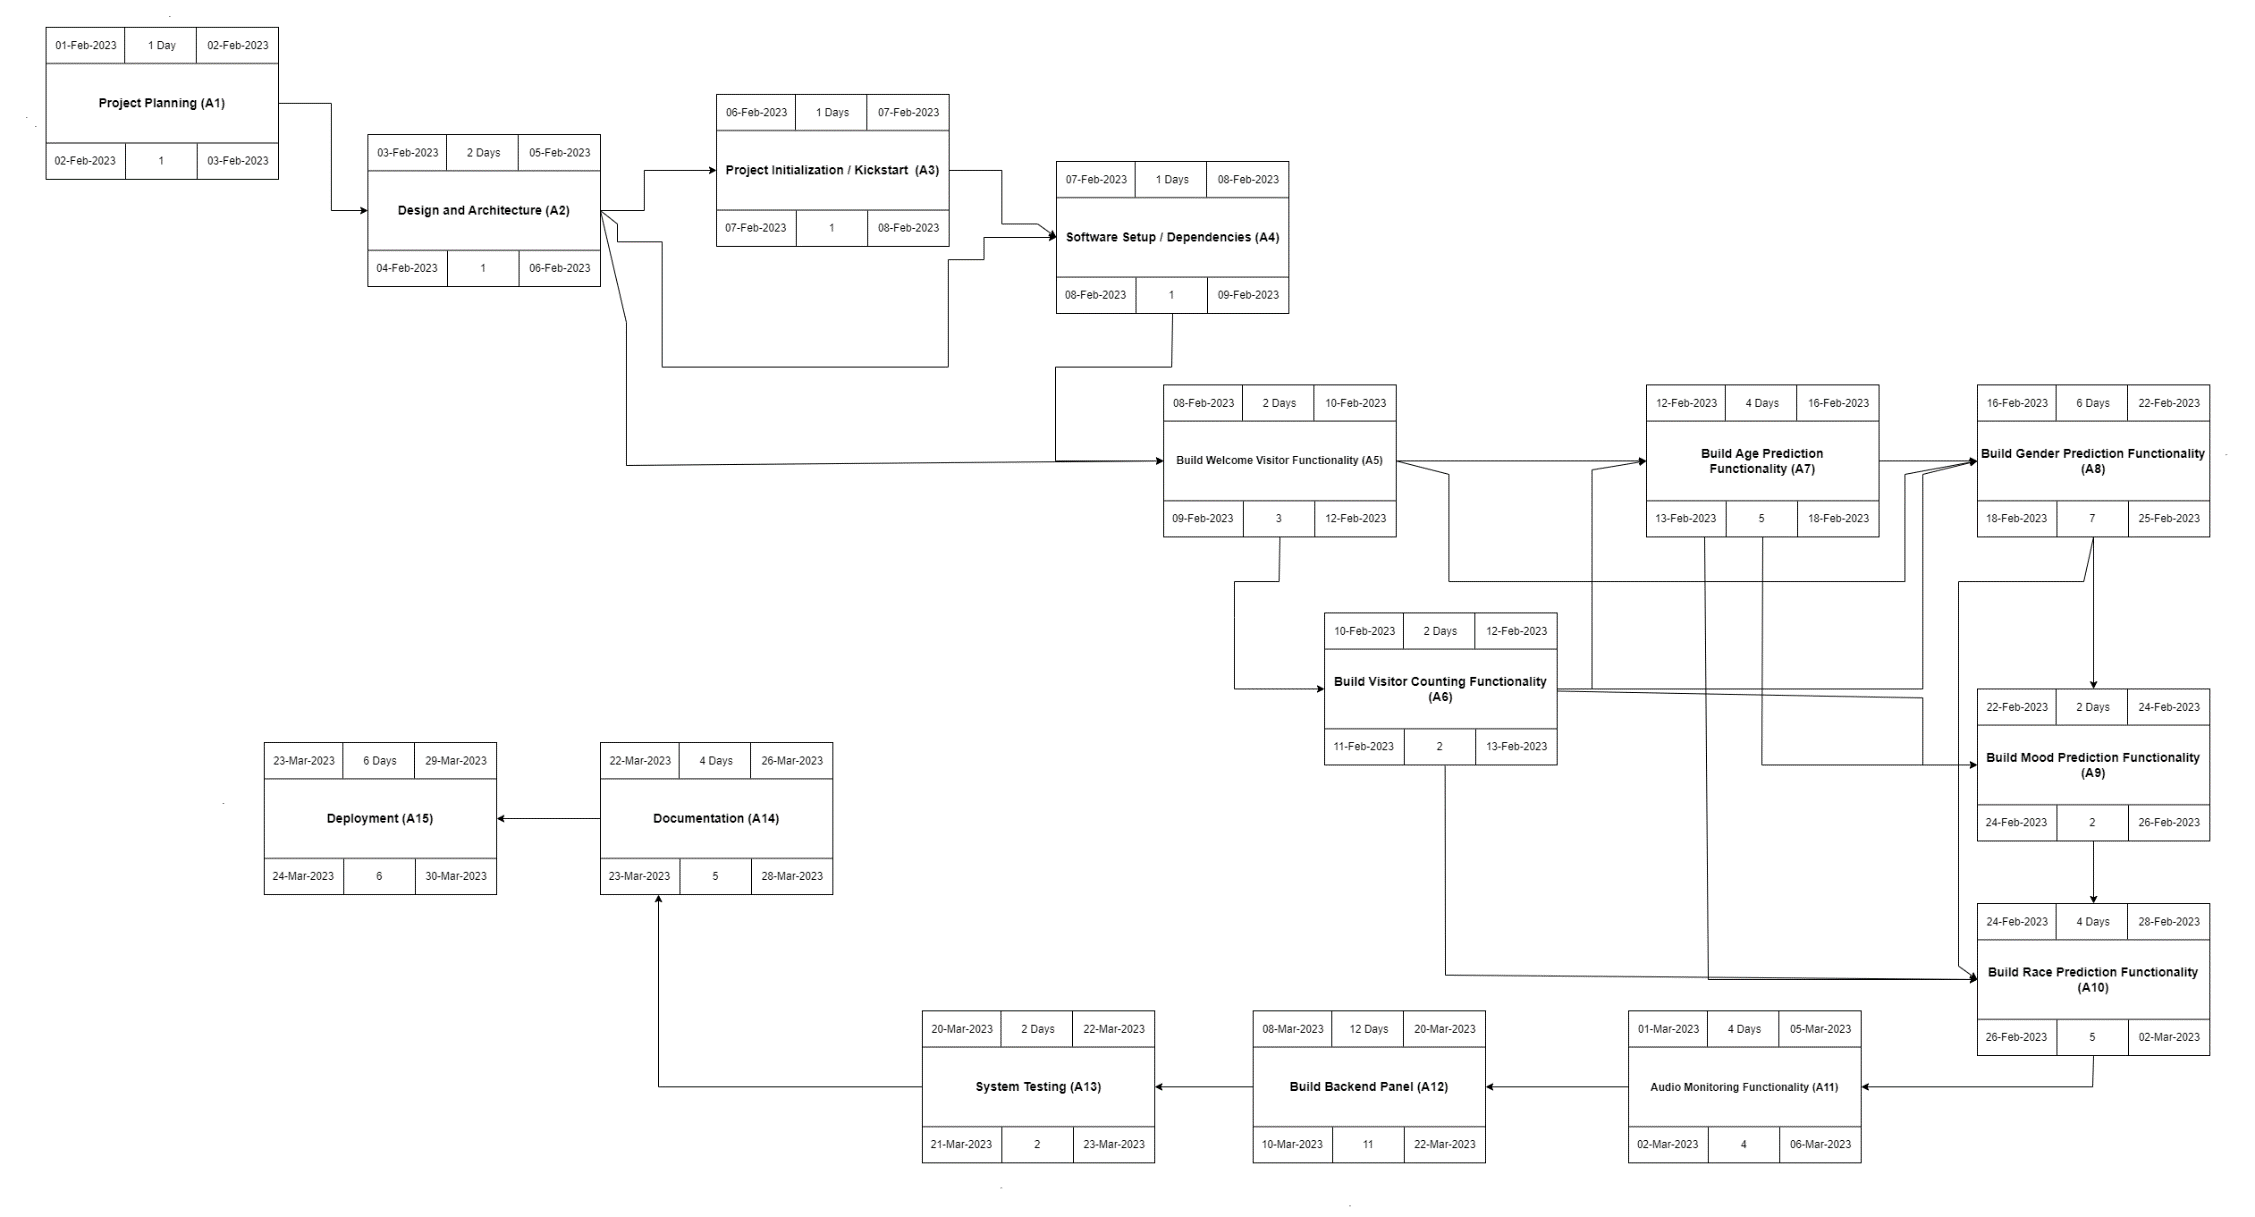 01-Feb-2023 1 Day 02-Feb-2023
Project Planning (A1)
02-Feb-2023 1 03-Feb-2023
03-Feb-2023 2 Days 05-Feb-2023
Design and Architecture (A2)
04-Feb-2023 1 06-Feb-2023
06-Feb-2023 1 Days 07-Feb-2023
Project Initialization / Kickstart (A3)
07-Feb-2023 1 08-Feb-2023
07-Feb-2023 1 Days 08-Feb-2023
Software Setup / Dependencies (A4)
08-Feb-2023 1 09-Feb-2023
08-Feb-2023 2 Days 10-Feb-2023
Build Welcome Visitor Functionality (A5)
09-Feb-2023 3 12-Feb-2023
10-Feb-2023 2 Days 12-Feb-2023
Build Visitor Counting Functionality
(A6)
11-Feb-2023 2 13-Feb-2023
12-Feb-2023 4 Days 16-Feb-2023
Build Age Prediction
Functionality (A7)
13-Feb-2023 5 18-Feb-2023
16-Feb-2023 6 Days 22-Feb-2023
Build Gender Prediction Functionality
(A8)
18-Feb-2023 7 25-Feb-2023
22-Feb-2023 2 Days 24-Feb-2023
Build Mood Prediction Functionality
(A9)
24-Feb-2023 2 26-Feb-2023
24-Feb-2023 4 Days 28-Feb-2023
Build Race Prediction Functionality
(A10)
26-Feb-2023 5 02-Mar-2023
01-Mar-2023 4 Days 05-Mar-2023
Audio Monitoring Functionality (A11)
02-Mar-2023 4 06-Mar-2023
08-Mar-2023 12 Days 20-Mar-2023
Build Backend Panel (A12)
10-Mar-2023 11 22-Mar-2023
20-Mar-2023 2 Days 22-Mar-2023
System Testing (A13)
21-Mar-2023 2 23-Mar-2023
22-Mar-2023 4 Days 26-Mar-2023
Documentation (A14)
23-Mar-2023 5 28-Mar-2023
23-Mar-2023 6 Days 29-Mar-2023
Deployment (A15)
24-Mar-2023 6 30-Mar-2023